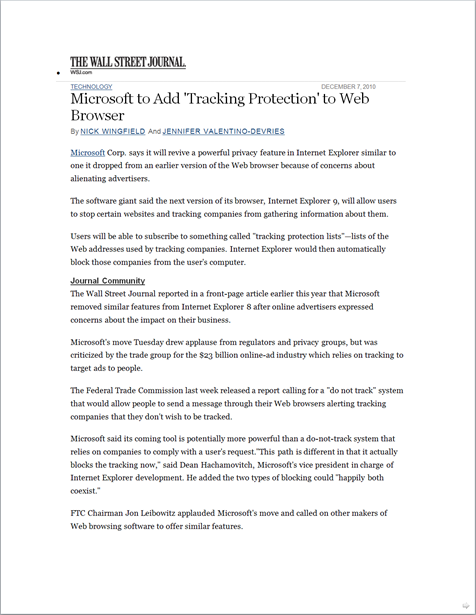 THE WALL STREET JOURNAL.
WSJ.com
TECHNOLOGY DECEMBER 7, 2010
Microsoft to Add 'Tracking Protection' to Web
Browser
By NICK WINGFIELD And JENNIFER VALENTINO-DEVRIES
Microsoft Corp. says it will revive a powerful privacy feature in Internet Explorer similar to
one it dropped from an earlier version of the Web browser because of concerns about
alienating advertisers.
The software giant said the next version of its browser, Internet Explorer 9, will allow users
to stop certain websites and tracking companies from gathering information about them.
Users will be able to subscribe to something called "tracking protection lists"—lists of the
Web addresses used by tracking companies. Internet Explorer would then automatically
block those companies from the user's computer.
Journal Community
The Wall Street Journal reported in a front-page article earlier this year that Microsoft
removed similar features from Internet Explorer 8 after online advertisers expressed
concerns about the impact on their business.
Microsoft's move Tuesday drew applause from regulators and privacy groups, but was
criticized by the trade group for the $23 billion online-ad industry which relies on tracking to
target ads to people.
The Federal Trade Commission last week released a report calling for a "do not track" system
that would allow people to send a message through their Web browsers alerting tracking
companies that they don't wish to be tracked.
Microsoft said its coming tool is potentially more powerful than a do-not-track system that
relies on companies to comply with a user's request."This path is different in that it actually
blocks the tracking now," said Dean Hachamovitch, Microsoft's vice president in charge of
Internet Explorer development. He added the two types of blocking could "happily both
coexist."
FTC Chairman Jon Leibowitz applauded Microsoft's move and called on other makers of
Web browsing software to offer similar features.